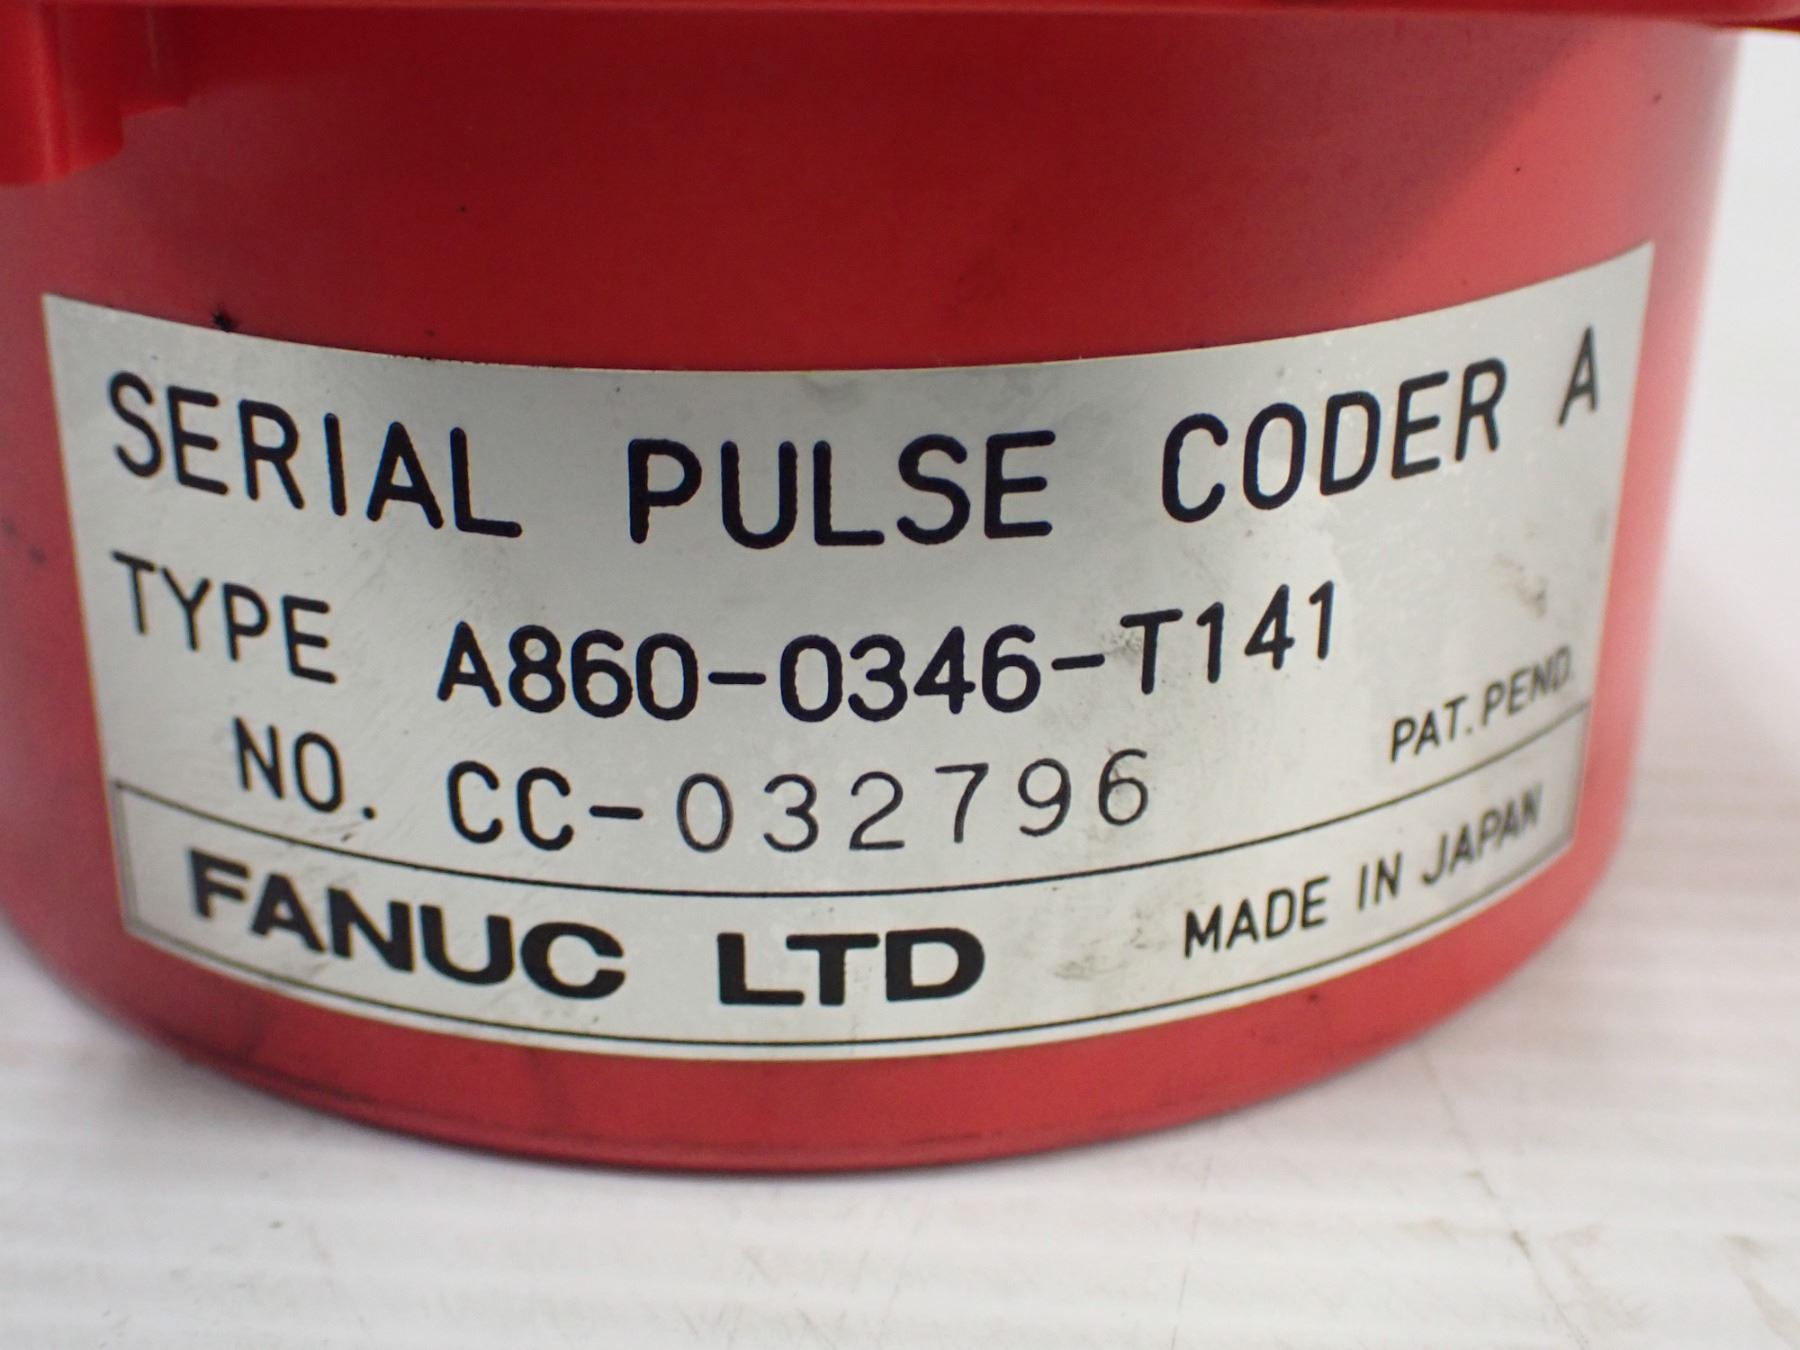 SERIAL PULSE CODER A
TYPE A860-0346-T141
NO. CC-032796
PAT. PEND.
FANUC LTD MADE IN JAPAN